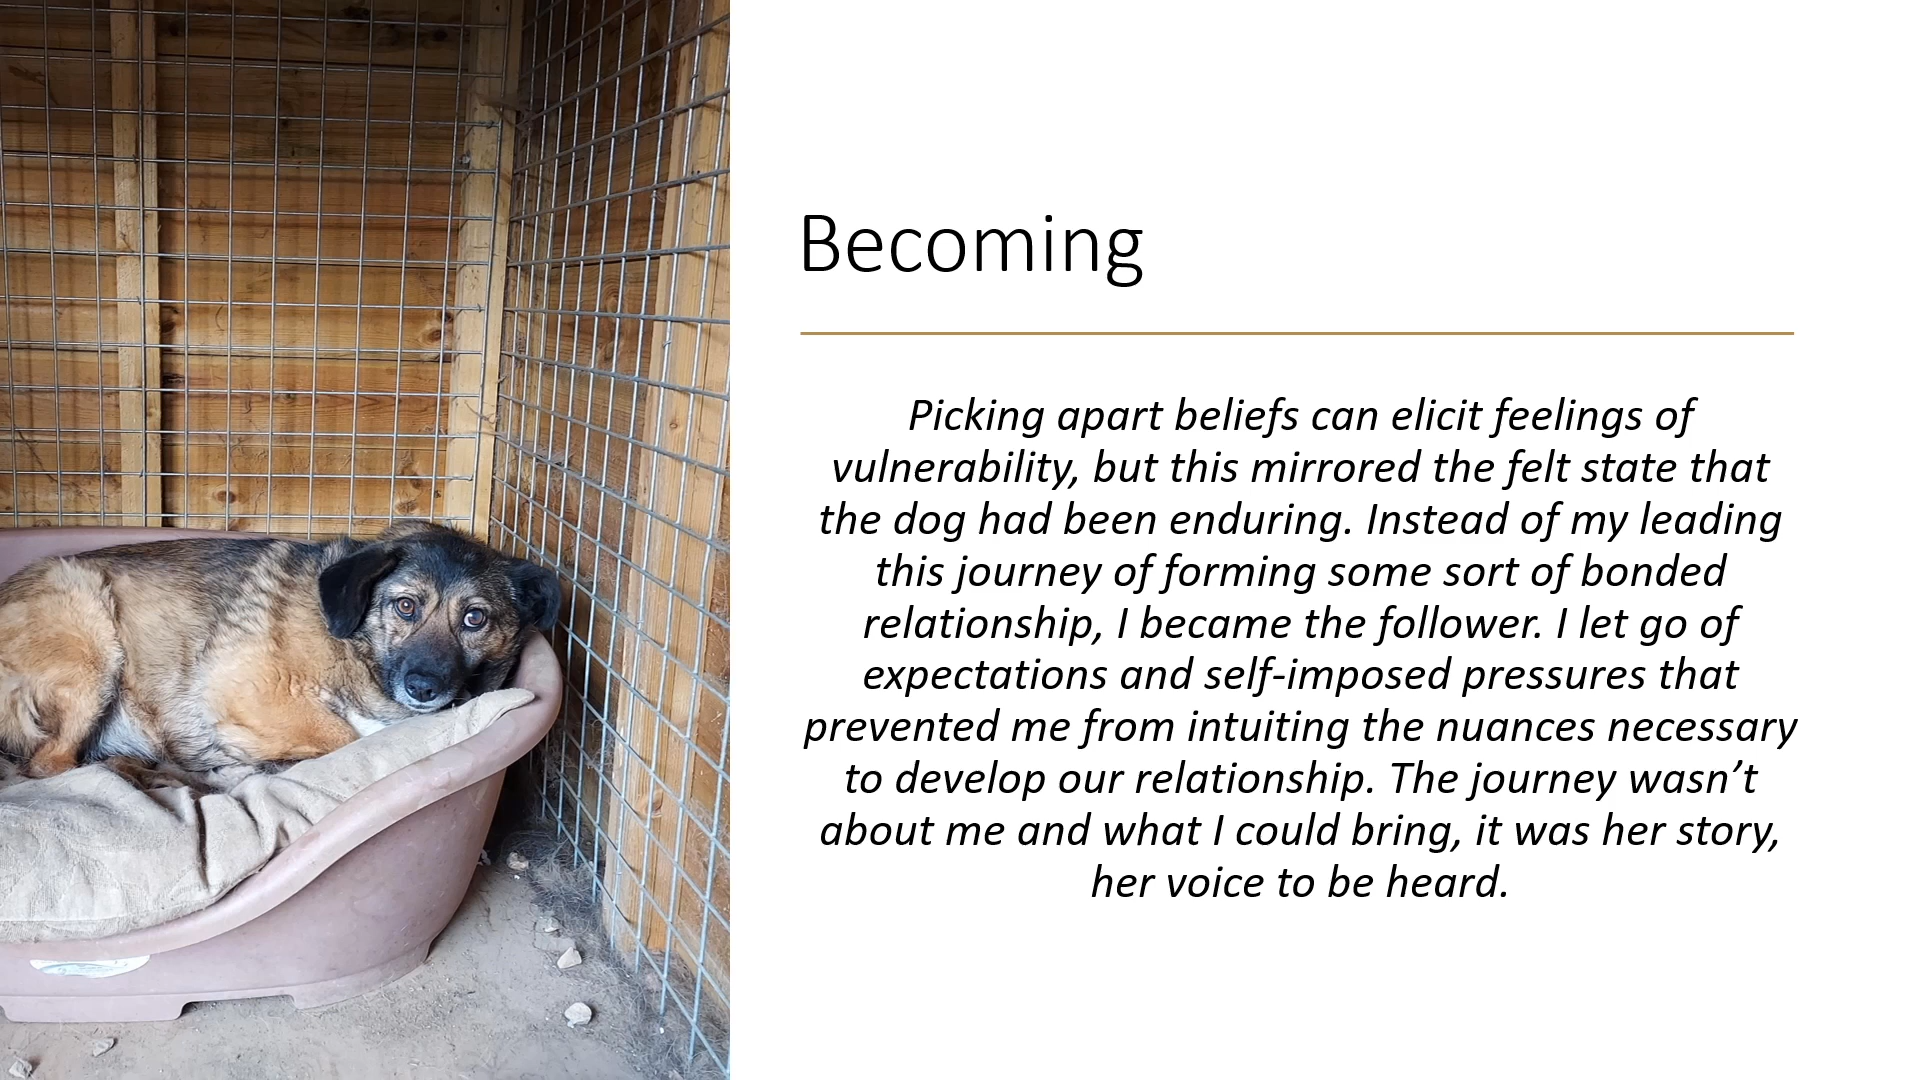 Becoming
Picking apart beliefs can elicit feelings of
vulnerability, but this mirrored the felt state that
the dog had been enduring. Instead of my leading
this journey of forming some sort of bonded
relationship, I became the follower. I let go of
expectations and self-imposed pressures that
prevented me from intuiting the nuances necessary
to develop our relationship. The journey wasn’t
about me and what I could bring, it was her story,
her voice to be heard.